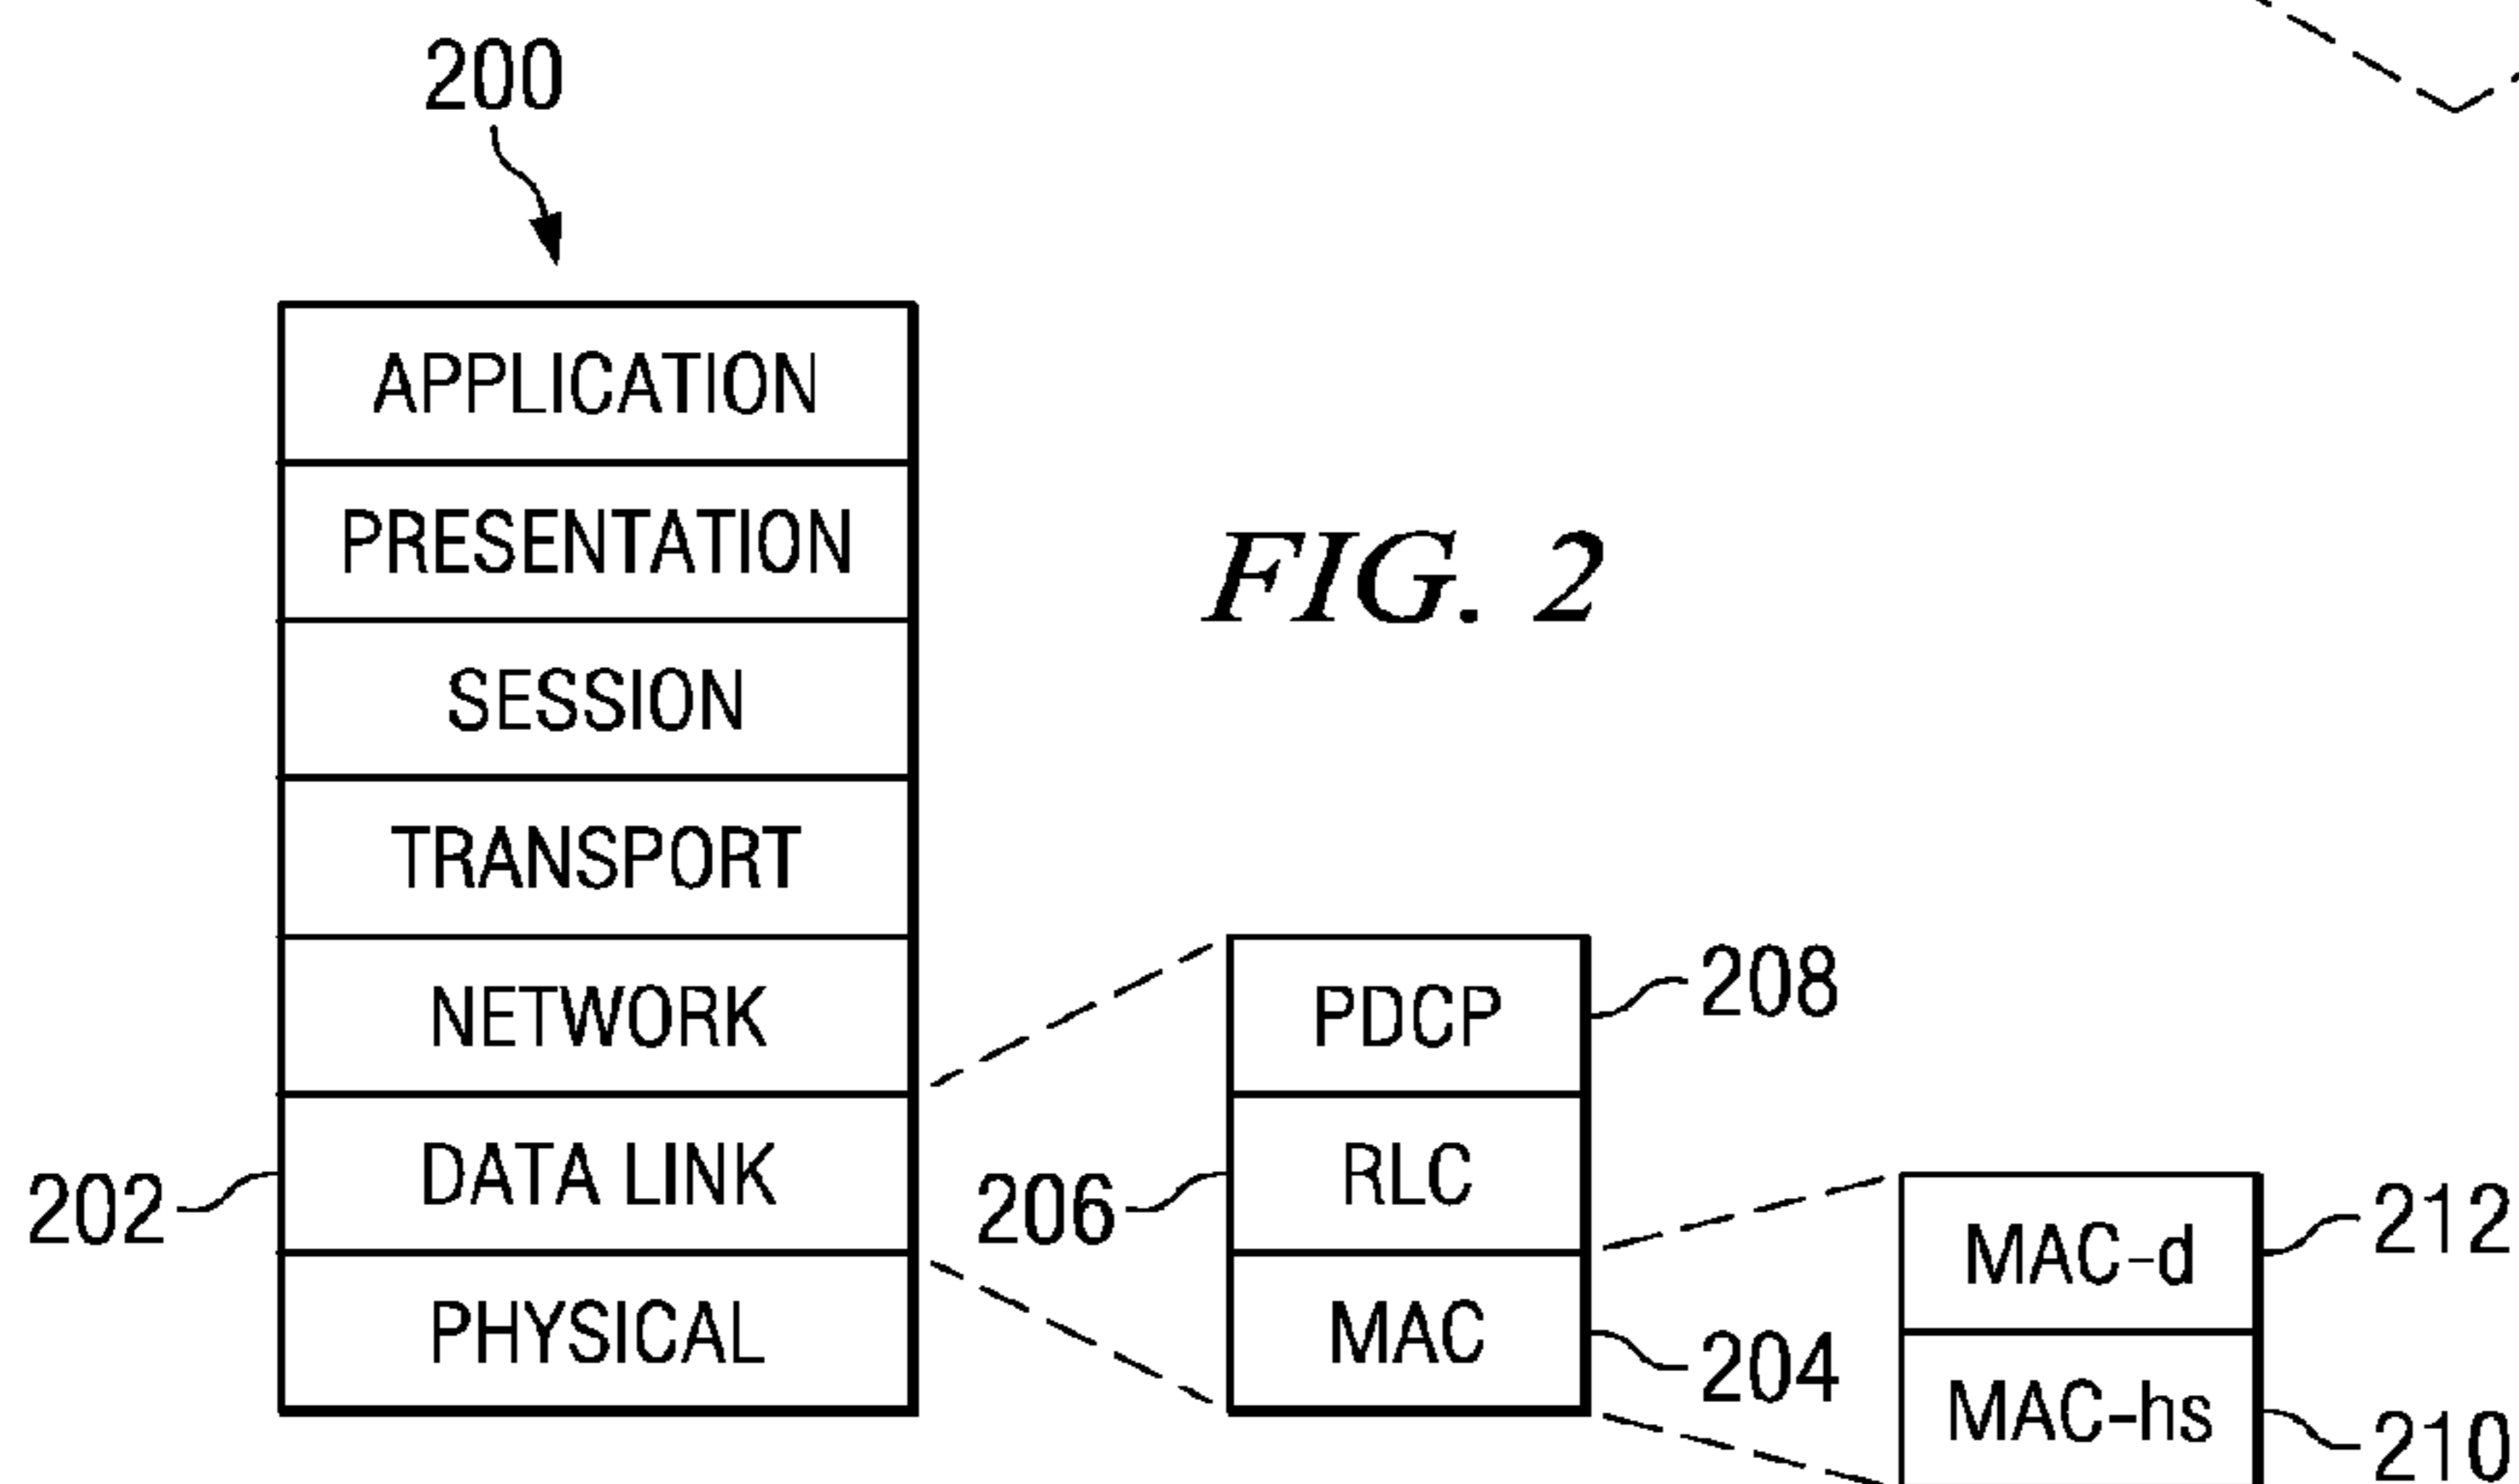 200
APPLICATION
PRESENTATION
FIG. 2
SESSION
TRANSPORT
NETWORK
DATA LINK
PHYSICAL
202
PDCP
208
RLC
206
MAC
204
MAC-d
212
MAC-hs
210